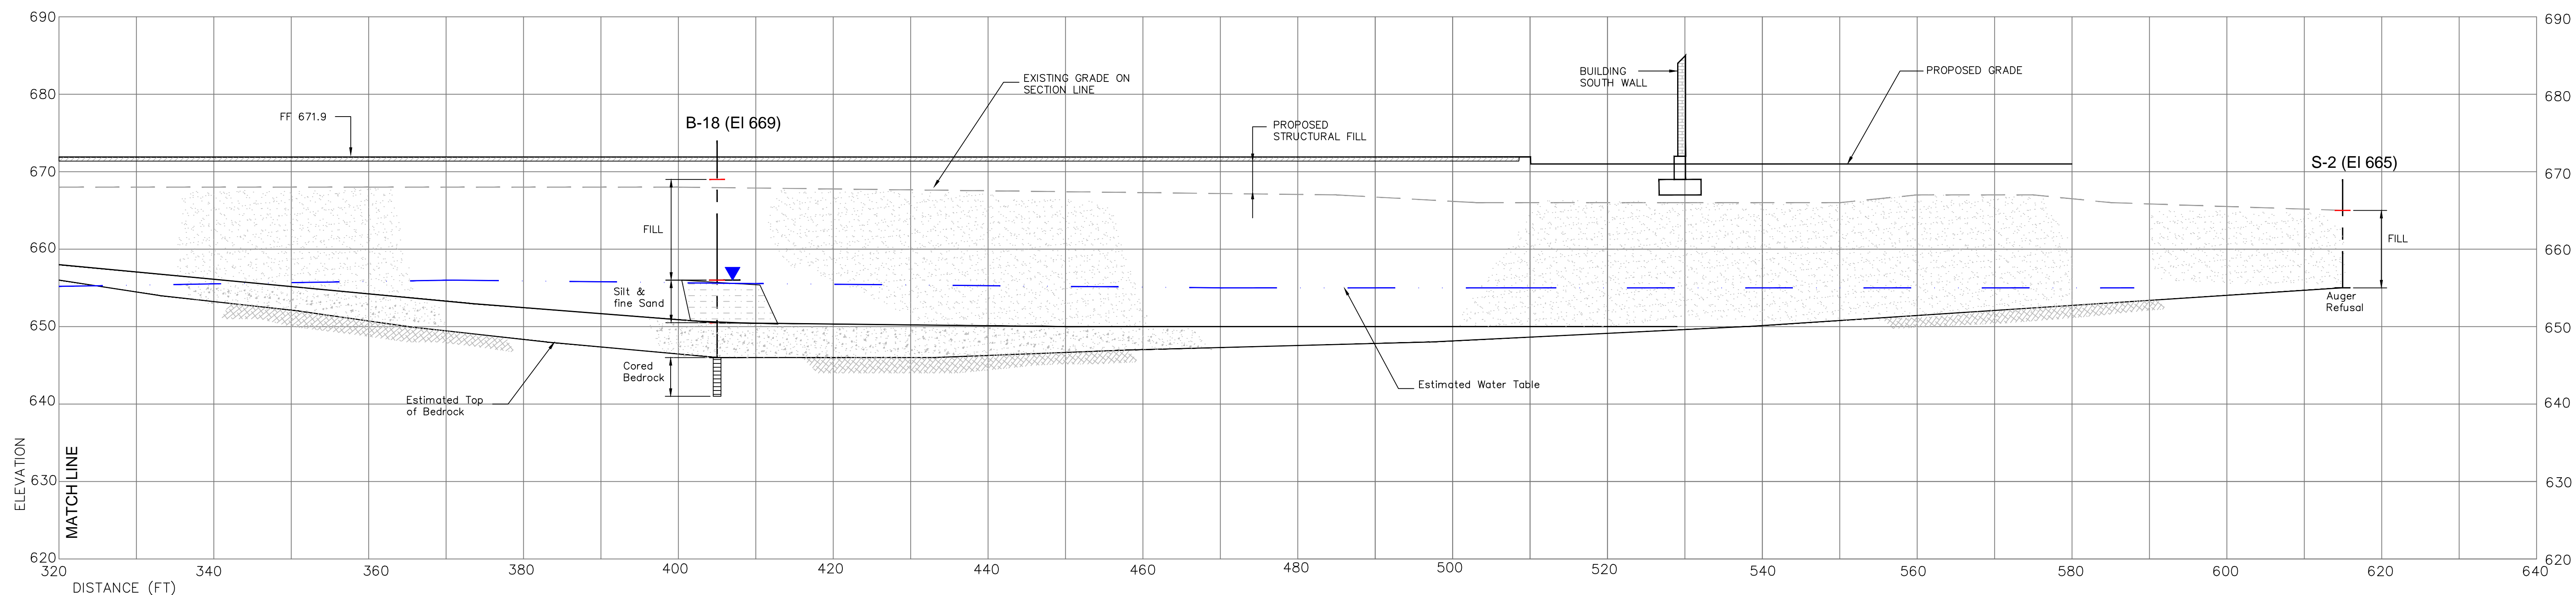 690
690
680
680
670
670
660
660
650
650
640
640
630
630
620
620
EXISTING GRADE ON
SECTION LINE
BUILDING
SOUTH WALL
PROPOSED GRADE
FF 671.9
B-18 (El 669)
PROPOSED
STRUCTURAL FILL
S-2 (El 665)
FILL
FILL
Silt &
fine Sand
Auger
Refusal
Cored
Bedrock
Estimated Water Table
Estimated Top
of Bedrock
ELEVATION
MATCH LINE
320
340
360
380
400
420
440
460
480
500
520
540
560
580
600
620
640
DISTANCE (FT)